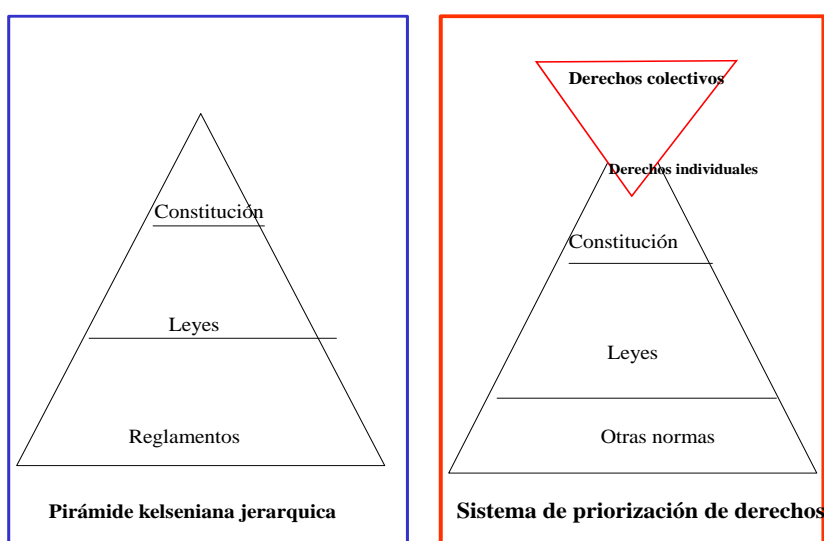 Constitución
Leyes
Reglamentos
Pirámide kelseniana jerarquica
Derechos colectivos
Derechos individuales
Constitución
Leyes
Otras normas
Sistema de priorización de derechos